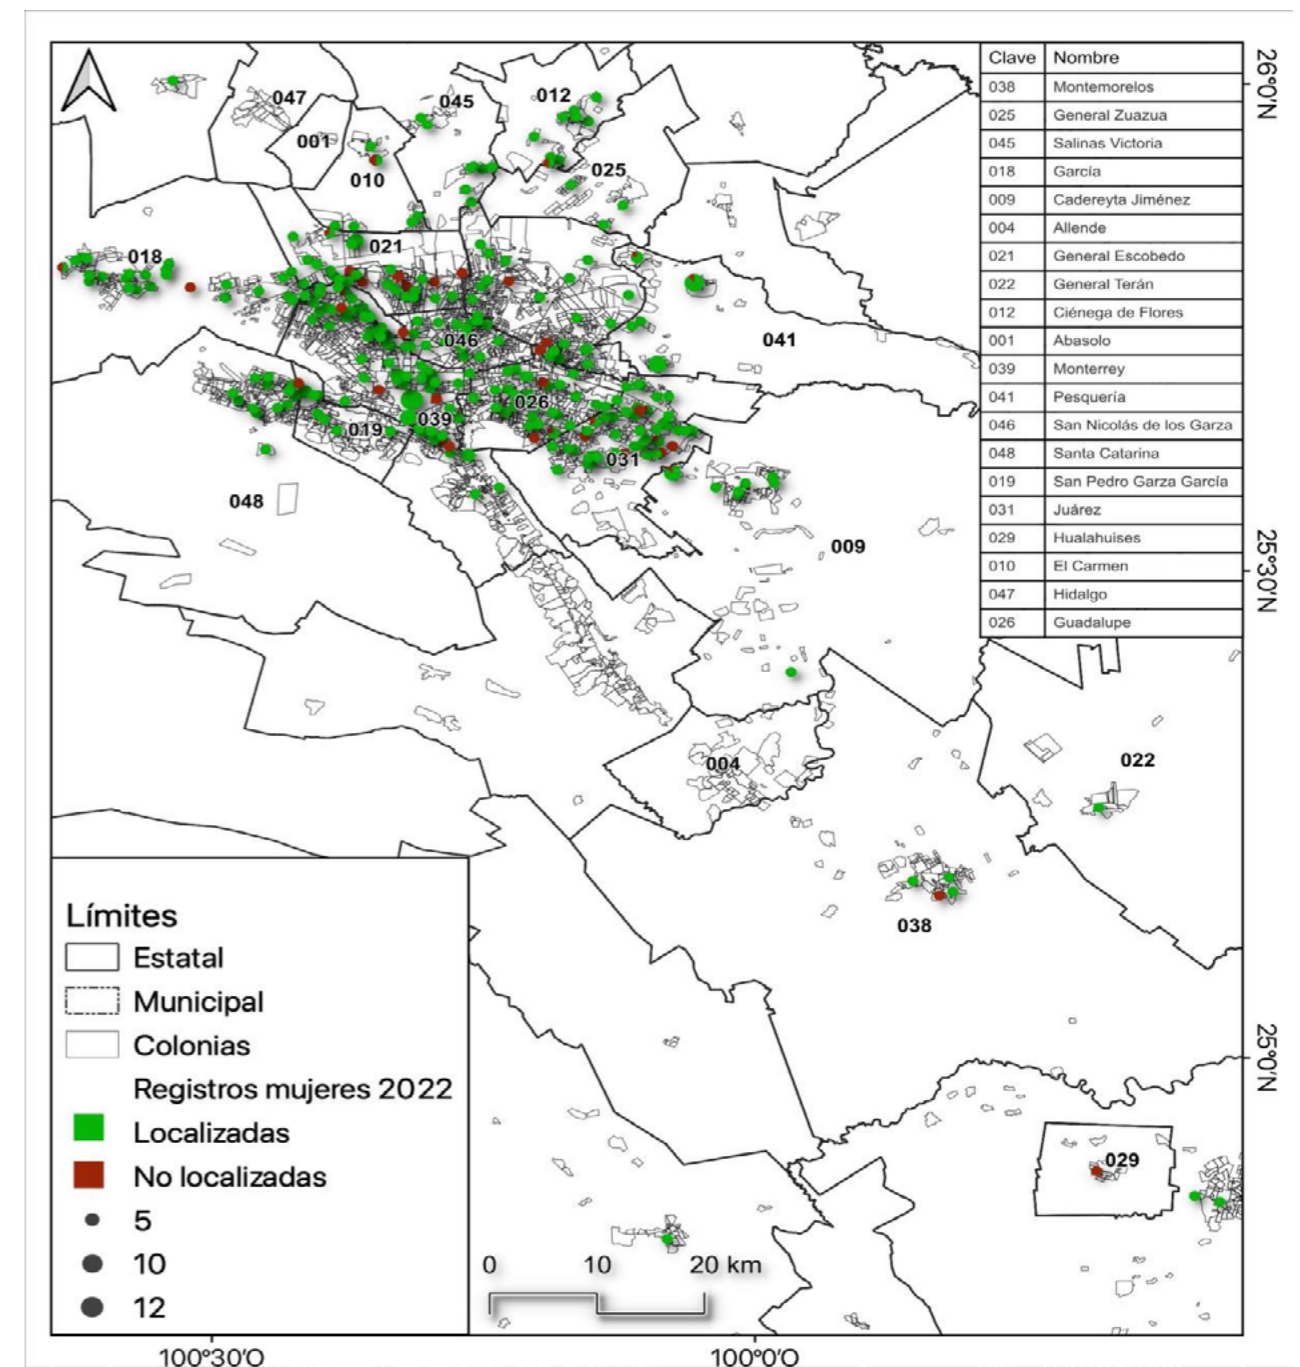 Clave Nombre
038 Montemorelos
025 General Zuazua
045 Salinas Victoria
018 García
009 Cadereyta Jiménez
004 Allende
021 General Escobedo
022 General Terán
012 Ciénega de Flores
001 Abasolo
039 Monterrey
041 Pesquería
046 San Nicolás de los Garza
048 Santa Catarina
019 San Pedro Garza García
031 Juárez
029 Hualahuises
010 El Carmen
047 Hidalgo
026 Guadalupe
047
045
012
001
010
025
021
018
046
041
026
039
019
031
048
009
004
022
038
029
26°0'N
25°30'N
25°0'N
Límites
Estatal
Municipal
Colonias
Registros mujeres 2022
Localizadas
No localizadas
5
10
12
0 10 20 km
100°30'O 100°0'O